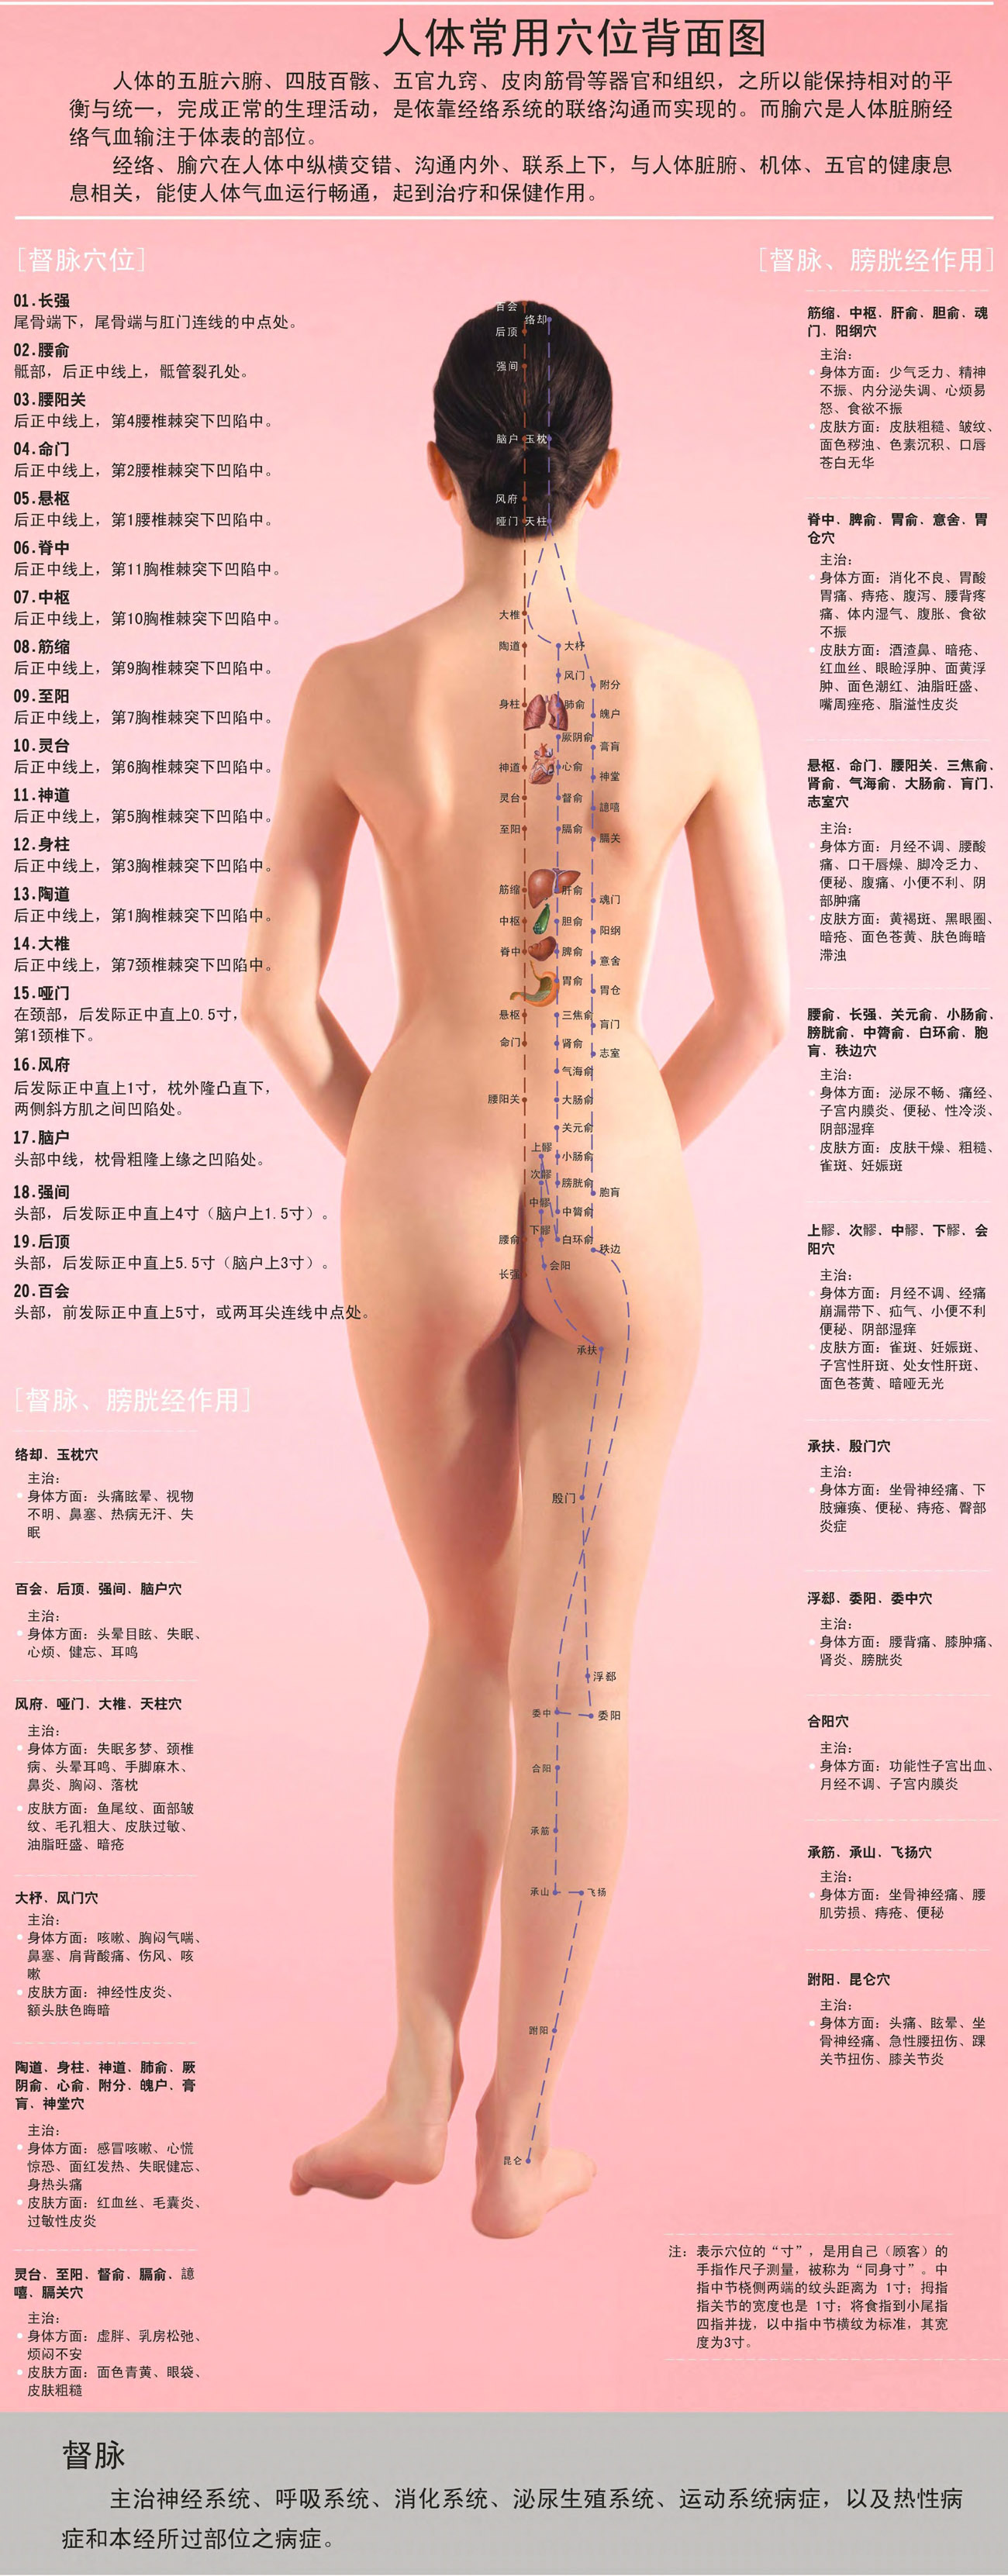 人体常用穴位背面图
人体的五脏六腑、四肢百骸、五官九窍、皮肉筋骨等器官和组织，之所以能保持相对的平
衡与统一，完成正常的生理活动，是依靠经络系统的联络沟通而实现的。而腧穴是人体脏腑经
络气血输注于体表的部位。
经络、腧穴在人体中纵横交错、沟通内外、联系上下，与人体脏腑、机体、五官的健康息
息相关，能使人体气血运行畅通，起到治疗和保健作用。
[督脉穴位]
01.长强
尾骨端下，尾骨端与肛门连线的中点处。
02.腰俞
骶部，后正中线上，骶管裂孔处。
03.腰阳关
后正中线上，第4腰椎棘突下凹陷中。
04.命门
后正中线上，第2腰椎棘突下凹陷中。
05.悬枢
后正中线上，第1腰椎棘突下凹陷中。
06.脊中
后正中线上，第11胸椎棘突下凹陷中。
07.中枢
后正中线上，第10胸椎棘突下凹陷中。
08.筋缩
后正中线上，第9胸椎棘突下凹陷中。
09.至阳
后正中线上，第7胸椎棘突下凹陷中。
10.灵台
后正中线上，第6胸椎棘突下凹陷中。
11.神道
后正中线上，第5胸椎棘突下凹陷中。
12.身柱
后正中线上，第3胸椎棘突下凹陷中。
13.陶道
后正中线上，第1胸椎棘突下凹陷中。
14.大椎
后正中线上，第7颈椎棘突下凹陷中。
15.哑门
在颈部，后发际正中直上0.5寸，
第1颈椎下。
16.风府
后发际正中直上1寸，枕外隆凸直下，
两侧斜方肌之间凹陷处。
17.脑户
头部中线，枕骨粗隆上缘之凹陷处。
18.强间
头部，后发际正中直上4寸（脑户上1.5寸）。
19.后顶
头部，后发际正中直上5.5寸（脑户上3寸）。
20.百会
头部，前发际正中直上5寸，或两耳尖连线中点处。
[督脉、膀胱经作用]
络却、玉枕穴
主治：
身体方面：头痛眩晕、视物
不明、鼻塞、热病无汗、失
眠
百会、后顶、强间、脑户穴
主治：
身体方面：头晕目眩、失眠、
心烦、健忘、耳鸣
风府、哑门、大椎、天柱穴
主治：
身体方面：失眠多梦、颈椎
病、头晕耳鸣、手脚麻木、
鼻炎、胸闷、落枕
皮肤方面：鱼尾纹、面部皱
纹、毛孔粗大、皮肤过敏、
油脂旺盛、暗疮
大杼、风门穴
主治：
身体方面：咳嗽、胸闷气喘、
鼻塞、肩背酸痛、伤风、咳
嗽
皮肤方面：神经性皮炎、
额头肤色晦暗
陶道、身柱、神道、肺俞、厥
阴俞、心俞、附分、魄户、膏
肓、神堂穴
主治：
身体方面：感冒咳嗽、心慌
惊恐、面红发热、失眠健忘、
身热头痛
皮肤方面：红血丝、毛囊炎、
过敏性皮炎
灵台、至阳、督俞、膈俞、譩
嘻、膈关穴
主治：
身体方面：虚胖、乳房松弛、
烦闷不安
皮肤方面：面色青黄、眼袋、
皮肤粗糙
百会
络却
后顶
强间
脑户
玉枕
风府
哑门
天柱
大椎
陶道
大杼
风门
附分
身柱
肺俞
魄户
厥阴俞
膏肓
神道
心俞
神堂
灵台
督俞
譩嘻
至阳
膈俞
膈关
筋缩
肝俞
魂门
中枢
胆俞
阳纲
脊中
脾俞
意舍
胃俞
胃仓
悬枢
三焦俞
肓门
命门
肾俞
志室
气海俞
腰阳关
大肠俞
关元俞
上髎
小肠俞
次髎
膀胱俞
胞肓
中髎
中膂俞
下髎
腰俞
白环俞
秩边
会阳
长强
承扶
殷门
浮郄
委中
委阳
合阳
承筋
承山
飞扬
跗阳
昆仑
[督脉、膀胱经作用]
筋缩、中枢、肝俞、胆俞、魂
门、阳纲穴
主治：
身体方面：少气乏力、精神
不振、内分泌失调、心烦易
怒、食欲不振
皮肤方面：皮肤粗糙、皱纹、
面色秽浊、色素沉积、口唇
苍白无华
脊中、脾俞、胃俞、意舍、胃
仓穴
主治：
身体方面：消化不良、胃酸
胃痛、痔疮、腹泻、腰背疼
痛、体内湿气、腹胀、食欲
不振
皮肤方面：酒渣鼻、暗疮、
红血丝、眼睑浮肿、面黄浮
肿、面色潮红、油脂旺盛、
嘴周痤疮、脂溢性皮炎
悬枢、命门、腰阳关、三焦俞、
肾俞、气海俞、大肠俞、肓门、
志室穴
主治：
身体方面：月经不调、腰酸
痛、口干唇燥、脚冷乏力、
便秘、腹痛、小便不利、阴
部肿痛
皮肤方面：黄褐斑、黑眼圈、
暗疮、面色苍黄、肤色晦暗
滞浊
腰俞、长强、关元俞、小肠俞、
膀胱俞、中膂俞、白环俞、胞
肓、秩边穴
主治：
身体方面：泌尿不畅、痛经、
子宫内膜炎、便秘、性冷淡、
阴部湿痒
皮肤方面：皮肤干燥、粗糙、
雀斑、妊娠斑
上髎、次髎、中髎、下髎、会
阳穴
主治：
身体方面：月经不调、经痛
崩漏带下、疝气、小便不利
便秘、阴部湿痒
皮肤方面：雀斑、妊娠斑、
子宫性肝斑、处女性肝斑、
面色苍黄、暗哑无光
承扶、殷门穴
主治：
身体方面：坐骨神经痛、下
肢瘫痪、便秘、痔疮、臀部
炎症
浮郄、委阳、委中穴
主治：
身体方面：腰背痛、膝肿痛、
肾炎、膀胱炎
合阳穴
主治：
身体方面：功能性子宫出血、
月经不调、子宫内膜炎
承筋、承山、飞扬穴
主治：
身体方面：坐骨神经痛、腰
肌劳损、痔疮、便秘
跗阳、昆仑穴
主治：
身体方面：头痛、眩晕、坐
骨神经痛、急性腰扭伤、踝
关节扭伤、膝关节炎
注：表示穴位的“寸”，是用自己（顾客）的
手指作尺子测量，被称为“同身寸”。中
指中节桡侧两端的纹头距离为 1寸；拇指
指关节的宽度也是 1寸；将食指到小尾指
四指并拢，以中指中节横纹为标准，其宽
度为3寸。
督脉
主治神经系统、呼吸系统、消化系统、泌尿生殖系统、运动系统病症，以及热性病
症和本经所过部位之病症。